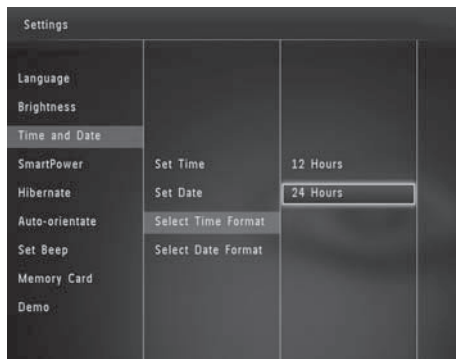 Settings
Language
Brightness
Time and Date
SmartPower
Hibernate
Auto-orientate
Set Beep
Memory Card
Demo
Set Time
Set Date
Select Time Format
Select Date Format
12 Hours
24 Hours